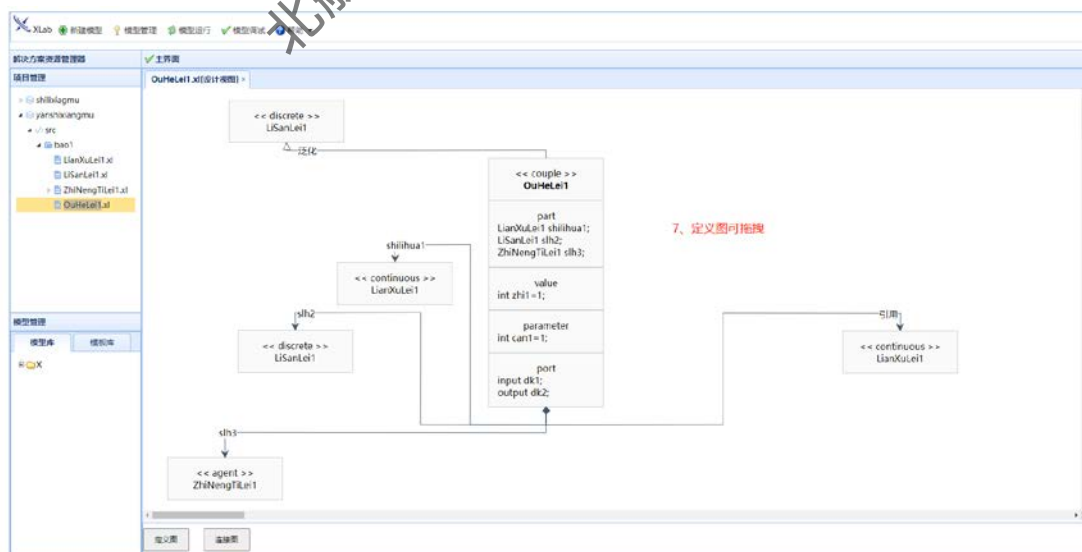 XLab 新建模型 模型管理 模型运行 模型调试
解决方案资源管理器
主界面
项目管理
OuHeLei1.xl(设计视图) ×
shilixiagmu
yanshixiangmu
src
bao1
LianXuLei1.xl
LiSanLei1.xl
ZhiNengTiLei1.xl
OuHeLei1.xl
模型管理
模型库 模板库
X
<< discrete >>
LiSanLei1
泛化
<< couple >>
OuHeLei1
part
LianXuLei1 shilihua1;
LiSanLei1 slh2;
ZhiNengTiLei1 slh3;
value
int zhi1=1;
parameter
int can1=1;
port
input dk1;
output dk2;
7、定义图可拖拽
shilihua1
<< continuous >>
LianXuLei1
slh2
<< discrete >>
LiSanLei1
引用
<< continuous >>
LianXuLei1
slh3
<< agent >>
ZhiNengTiLei1
定义图 连接图